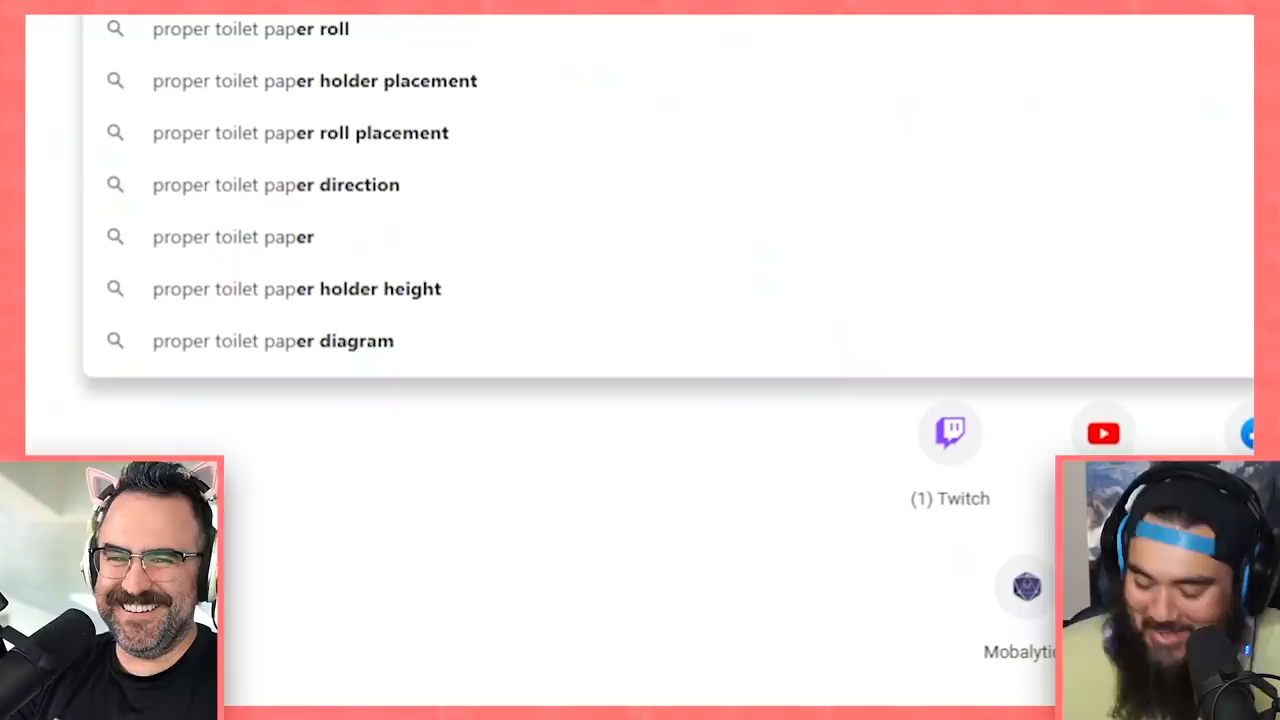 proper toilet paper roll
proper toilet paper holder placement
proper toilet paper roll placement
proper toilet paper direction
proper toilet paper
proper toilet paper holder height
proper toilet paper diagram
(1) Twitch
Mobalytic